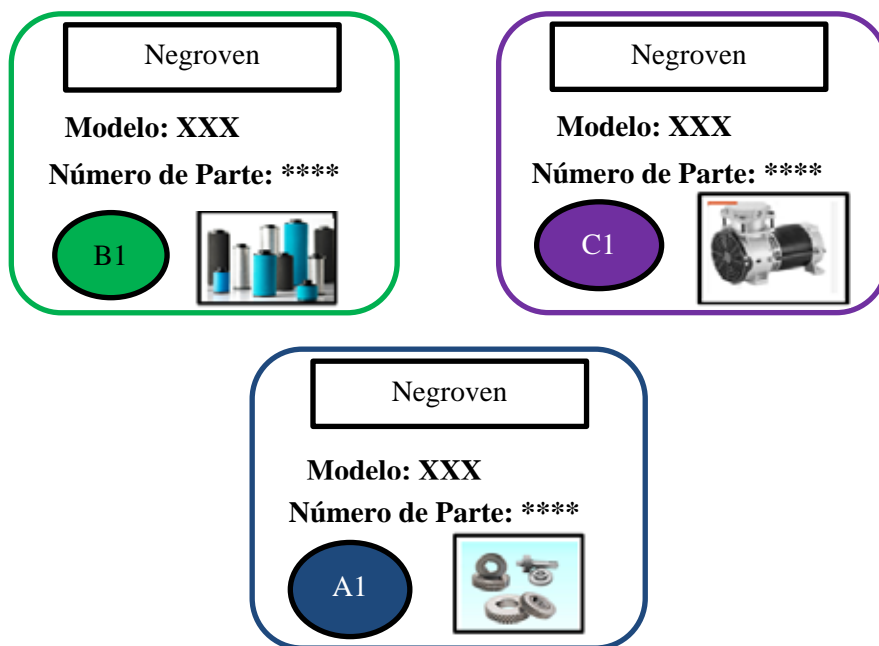 Negroven
Modelo: XXX
Número de Parte: ****
B1
Negroven
Modelo: XXX
Número de Parte: ****
C1
Negroven
Modelo: XXX
Número de Parte: ****
A1